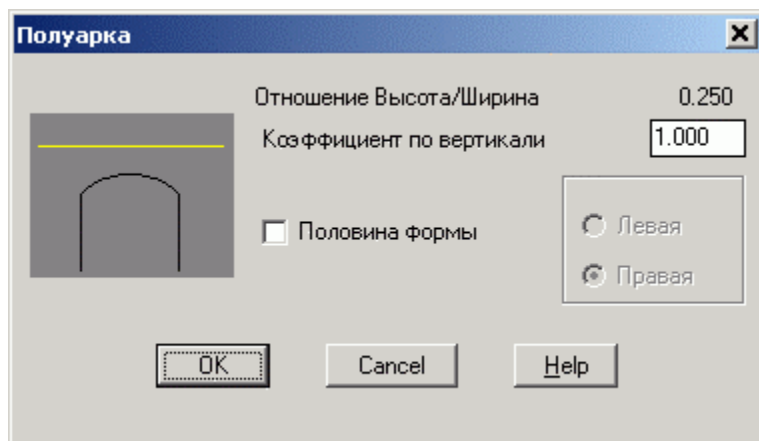 Полуарка
Отношение Высота/Ширина 0.250
Коэффициент по вертикали 1.000
Половина формы
Левая
Правая
OK Cancel Help